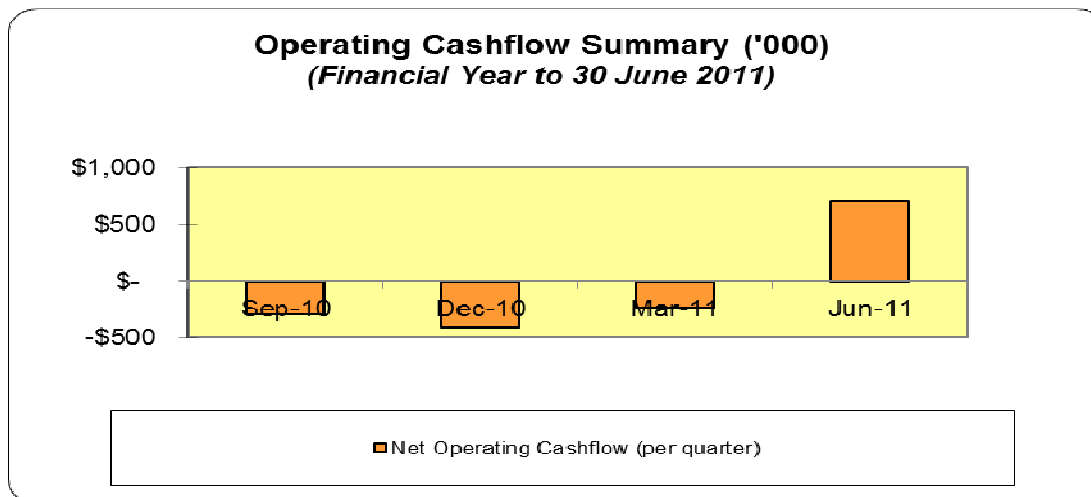 Operating Cashflow Summary ('000)
(Financial Year to 30 June 2011)
$1,000
$500
$-
-$500
Sep-10
Dec-10
Mar-11
Jun-11
Net Operating Cashflow (per quarter)